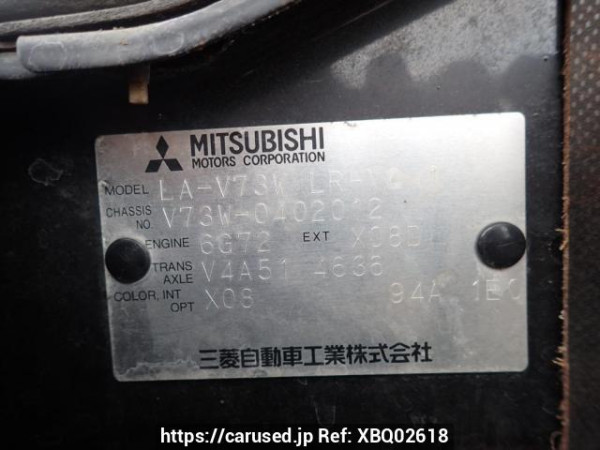 MITSUBISHI
MOTORS CORPORATION
MODEL LA-V73W
CHASSIS NO. V73W-0402012
ENGINE 6G72 EXT
TRANS AXLE V4A51 4636
COLOR, INT OPT X08 94A
三菱自動車工業株式会社
https://carused.jp Ref: XBQ02618